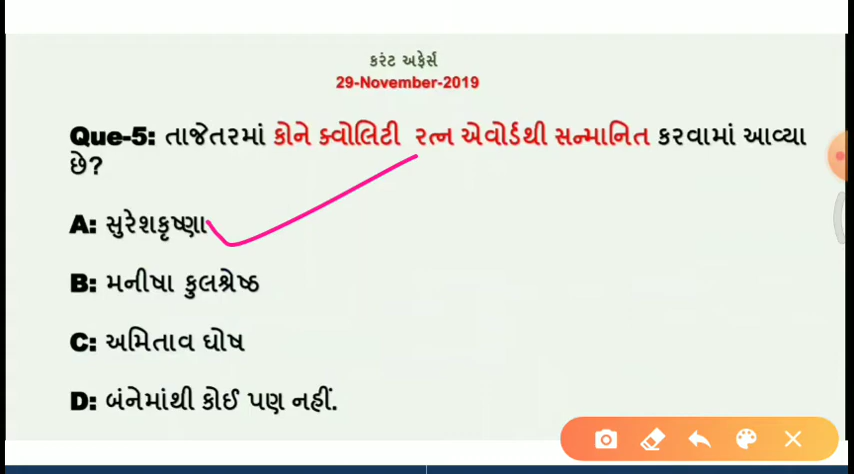 કરંટ અફેર્સ
29-November-2019
Que-5: તાજેતરમાં કોને ક્વોલિટી રત્ન એવોર્ડથી સન્માનિત કરવામાં આવ્યા
છે?
A: સુરેશકૃષ્ણા
B: મનીષા કુલશ્રેષ્ઠ
C: અમિતાવ ઘોષ
D: બંનેમાંથી કોઈ પણ નહીં.